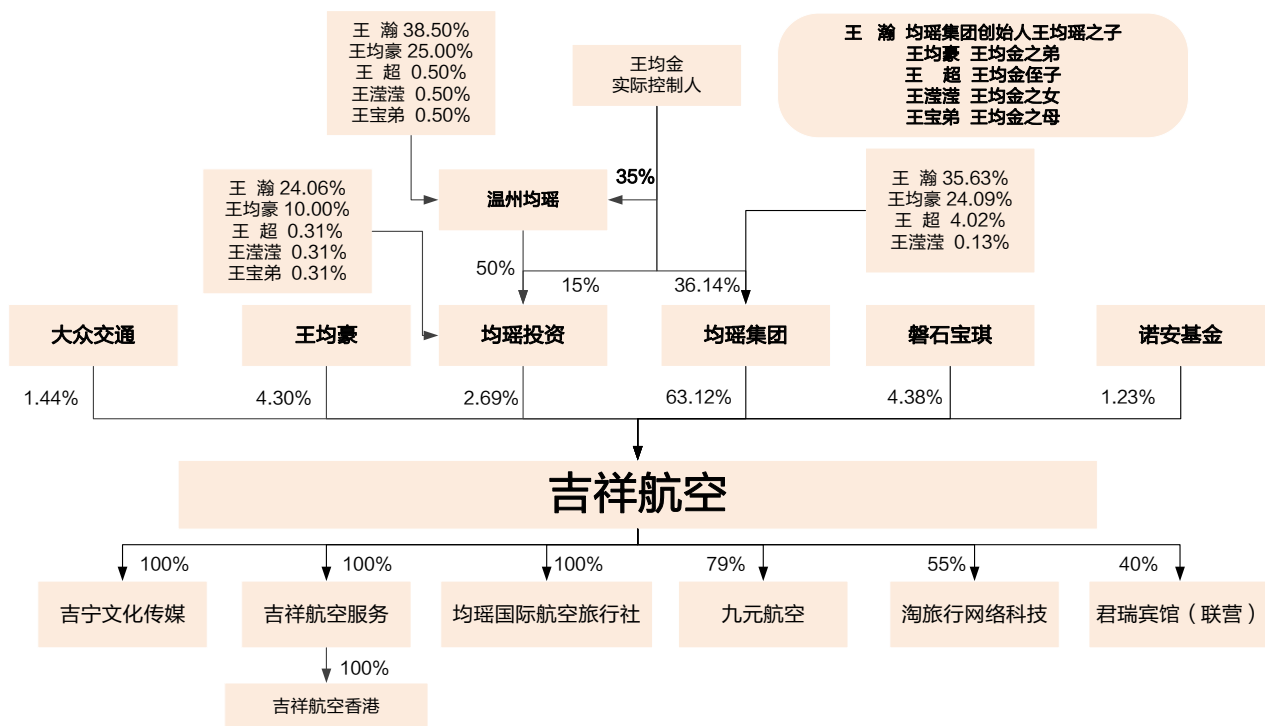 王 瀚 38.50%
王均豪 25.00%
王 超 0.50%
王滢滢 0.50%
王宝弟 0.50%
王均金
实际控制人
王 瀚 均瑶集团创始人王均瑶之子
王均豪 王均金之弟
王 超 王均金侄子
王滢滢 王均金之女
王宝弟 王均金之母
王 瀚 24.06%
王均豪 10.00%
王 超 0.31%
王滢滢 0.31%
王宝弟 0.31%
温州均瑶
35%
王 瀚 35.63%
王均豪 24.09%
王 超 4.02%
王滢滢 0.13%
50%
15%
36.14%
大众交通
王均豪
均瑶投资
均瑶集团
磐石宝琪
诺安基金
1.44%
4.30%
2.69%
63.12%
4.38%
1.23%
吉祥航空
100%
100%
100%
79%
55%
40%
吉宁文化传媒
吉祥航空服务
均瑶国际航空旅行社
九元航空
淘旅行网络科技
君瑞宾馆（联营）
100%
吉祥航空香港